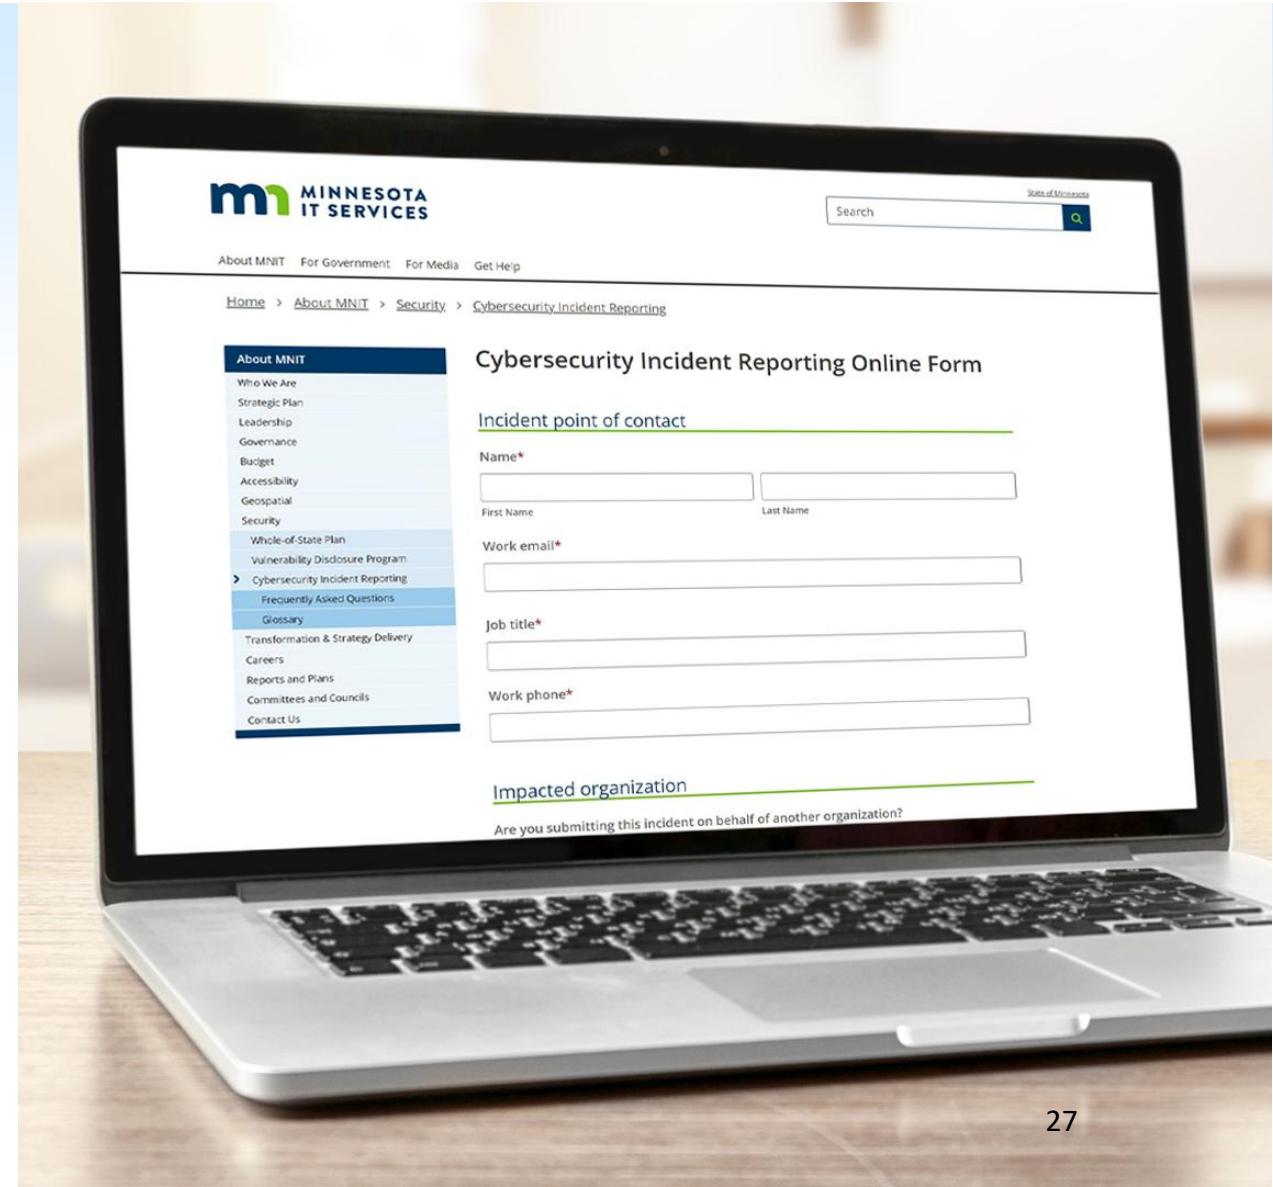 MINNESOTA
IT SERVICES
State of Minnesota
Search
About MNIT For Government For Media Get Help
Home > About MNIT > Security > Cybersecurity Incident Reporting
About MNIT
Who We Are
Strategic Plan
Leadership
Governance
Budget
Accessibility
Geospatial
Security
Whole-of-State Plan
Vulnerability Disclosure Program
Cybersecurity Incident Reporting
Frequently Asked Questions
Glossary
Transformation & Strategy Delivery
Careers
Reports and Plans
Committees and Councils
Contact Us
Cybersecurity Incident Reporting Online Form
Incident point of contact
Name*
First Name Last Name
Work email*
Job title*
Work phone*
Impacted organization
Are you submitting this incident on behalf of another organization?
27